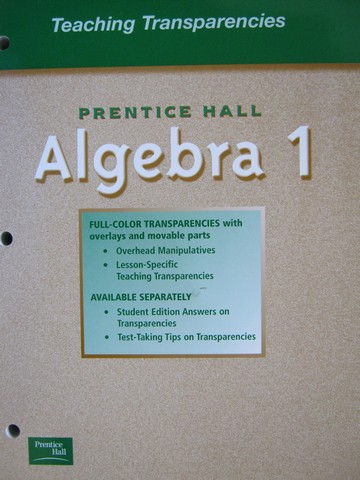 Teaching Transparencies
PRENTICE HALL
Algebra 1
FULL-COLOR TRANSPARENCIES with
overlays and movable parts
• Overhead Manipulatives
• Lesson-Specific
Teaching Transparencies
AVAILABLE SEPARATELY
• Student Edition Answers on
Transparencies
• Test-Taking Tips on Transparencies
Prentice
Hall